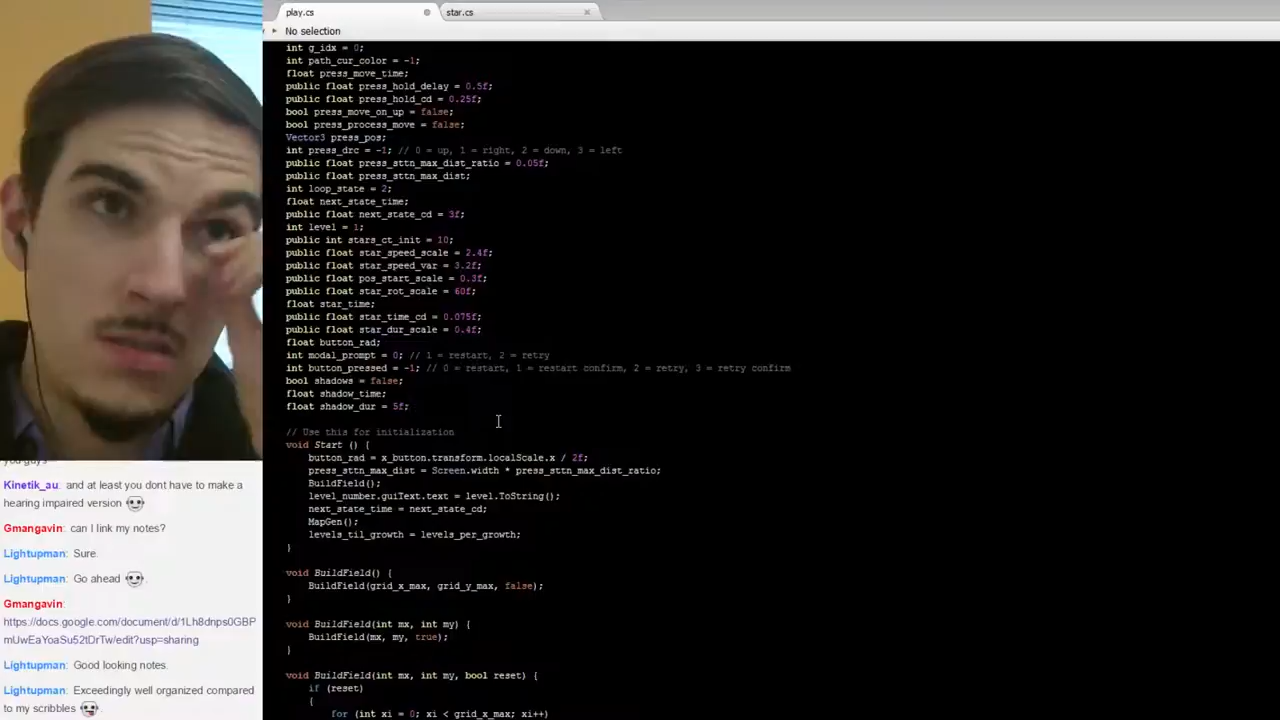 play.cs
star.cs
No selection
int g_idx = 0;
int path_cur_color = -1;
float press_move_time;
public float press_hold_delay = 0.5f;
public float press_hold_cd = 0.25f;
bool press_move_on_up = false;
bool press_process_move = false;
Vector3 press_pos;
int press_drc = -1; // 0 = up, 1 = right, 2 = down, 3 = left
public float press_sttn_max_dist_ratio = 0.05f;
public float press_sttn_max_dist;
int loop_state = 2;
float next_state_time;
public float next_state_cd = 3f;
int level = 1;
public int stars_ct_init = 10;
public float star_speed_scale = 2.4f;
public float star_speed_var = 3.2f;
public float pos_start_scale = 0.3f;
public float star_rot_scale = 60f;
float star_time;
public float star_time_cd = 0.075f;
public float star_dur_scale = 0.4f;
float button_rad;
int modal_prompt = 0; // 1 = restart, 2 = retry
int button_pressed = -1; // 0 = restart, 1 = restart confirm, 2 = retry, 3 = retry confirm
bool shadows = false;
float shadow_time;
float shadow_dur = 5f;
// Use this for initialization
void Start () {
button_rad = x_button.transform.localScale.x / 2f;
press_sttn_max_dist = Screen.width * press_sttn_max_dist_ratio;
BuildField();
level_number.guiText.text = level.ToString();
next_state_time = next_state_cd;
MapGen();
levels_til_growth = levels_per_growth;
}
void BuildField() {
BuildField(grid_x_max, grid_y_max, false);
}
void BuildField(int mx, int my) {
BuildField(mx, my, true);
}
void BuildField(int mx, int my, bool reset) {
if (reset)
{
for (int xi = 0; xi < grid_x_max; xi++)
you guys
Kinetik_au: and at least you dont have to make a
hearing impaired version
Gmangavin: can I link my notes?
Lightupman: Sure.
Lightupman: Go ahead
Gmangavin:
https://docs.google.com/document/d/1Lh8dnps0GBP
mUwEaYoaSu52tDrTw/edit?usp=sharing
Lightupman: Good looking notes.
Lightupman: Exceedingly well organized compared
to my scribbles